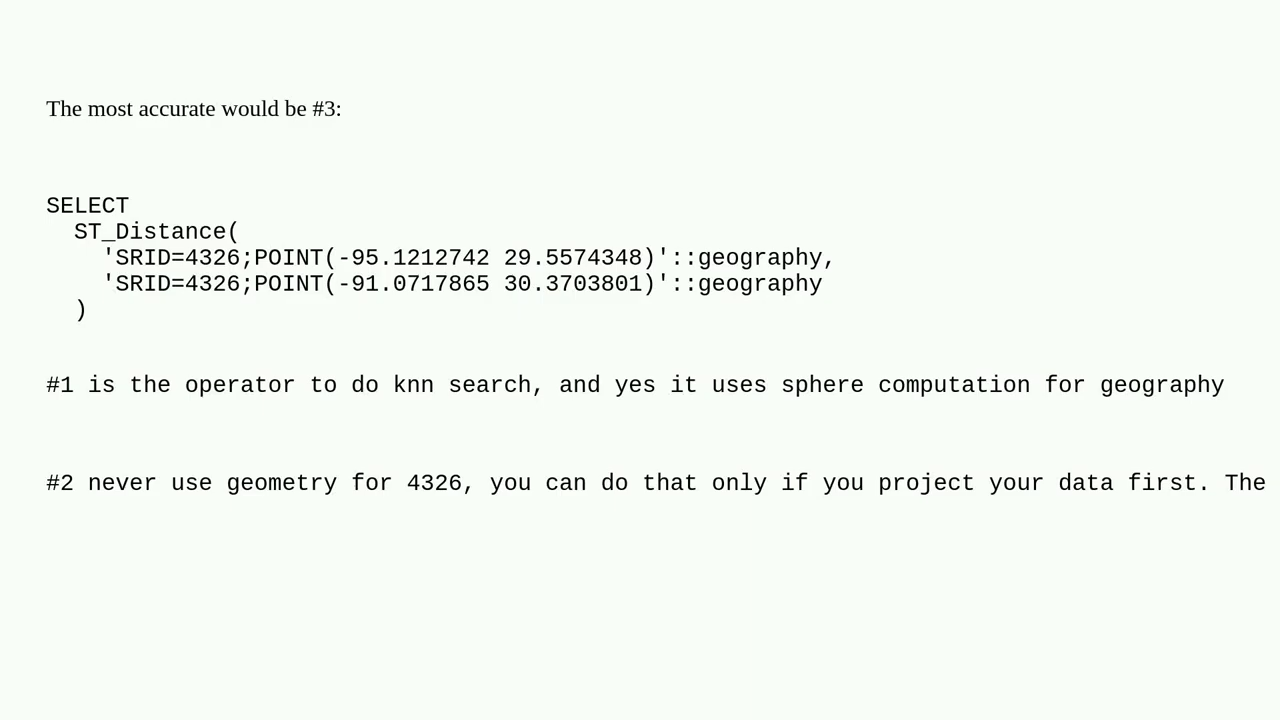 The most accurate would be #3:
SELECT
ST_Distance(
'SRID=4326;POINT(-95.1212742 29.5574348)'::geography,
'SRID=4326;POINT(-91.0717865 30.3703801)'::geography
)
#1 is the operator to do knn search, and yes it uses sphere computation for geography
#2 never use geometry for 4326, you can do that only if you project your data first. The